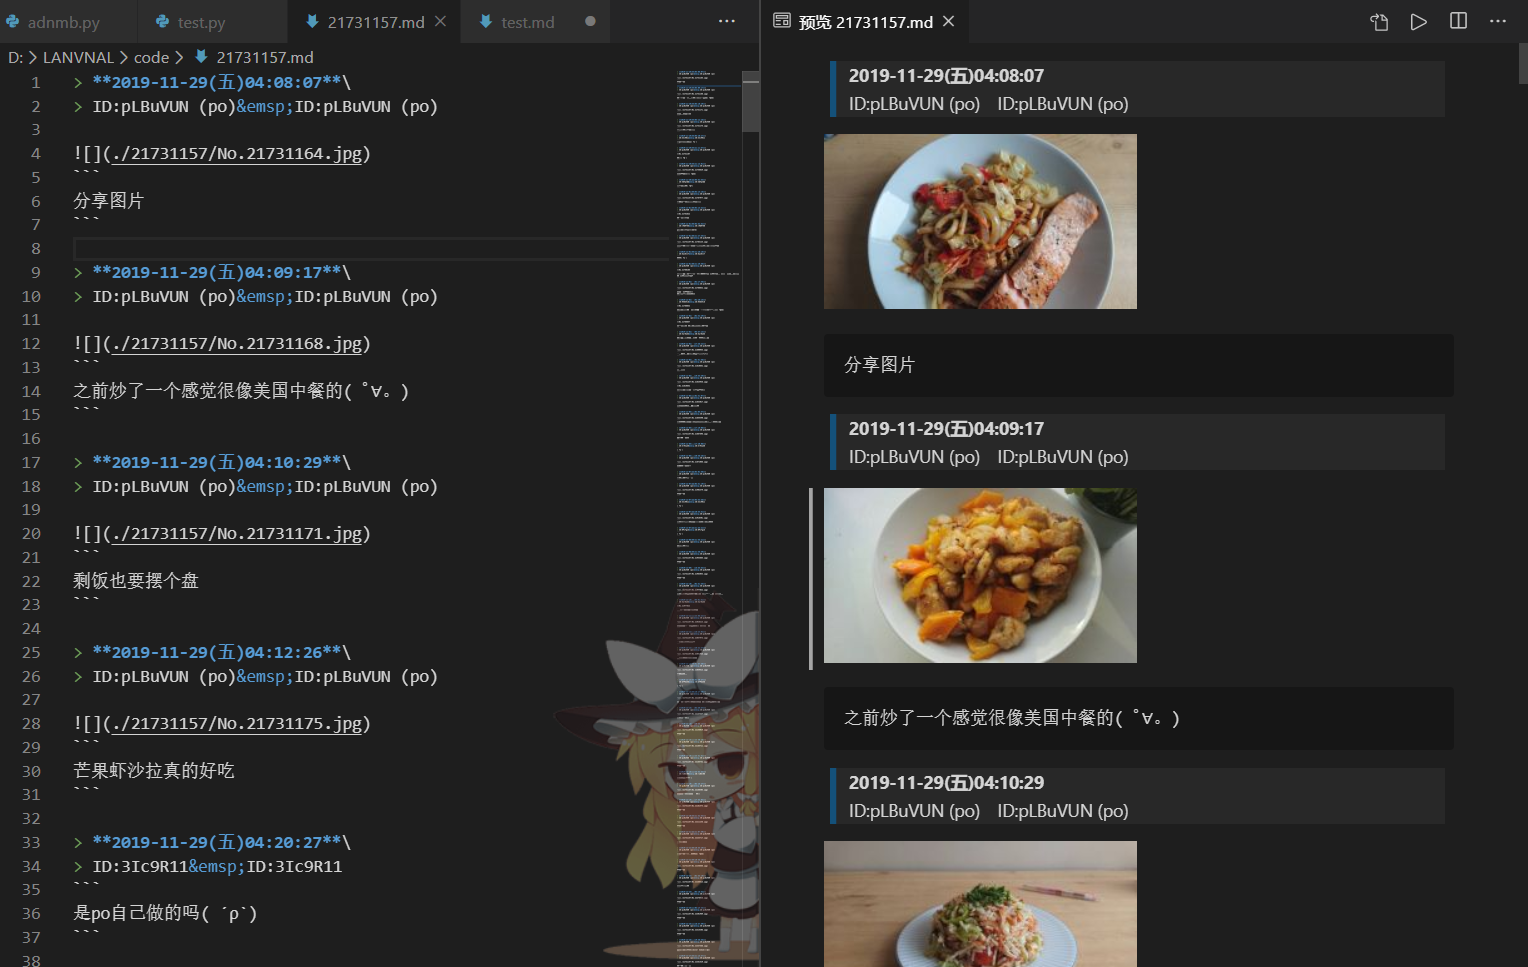 adnmb.py
test.py
21731157.md
test.md
预览 21731157.md
D: > LANVNAL > code > 21731157.md
1 > **2019-11-29(五)04:08:07**\
2 > ID:pLBuVUN (po)&emsp;ID:pLBuVUN (po)
3
4 ![](./21731157/No.21731164.jpg)
5 ```
6 分享图片
7 ```
8
9 > **2019-11-29(五)04:09:17**\
10 > ID:pLBuVUN (po)&emsp;ID:pLBuVUN (po)
11
12 ![](./21731157/No.21731168.jpg)
13 ```
14 之前炒了一个感觉很像美国中餐的( ﾟ∀。)
15 ```
16
17 > **2019-11-29(五)04:10:29**\
18 > ID:pLBuVUN (po)&emsp;ID:pLBuVUN (po)
19
20 ![](./21731157/No.21731171.jpg)
21 ```
22 剩饭也要摆个盘
23 ```
24
25 > **2019-11-29(五)04:12:26**\
26 > ID:pLBuVUN (po)&emsp;ID:pLBuVUN (po)
27
28 ![](./21731157/No.21731175.jpg)
29 ```
30 芒果虾沙拉真的好吃
31 ```
32
33 > **2019-11-29(五)04:20:27**\
34 > ID:3Ic9R11&emsp;ID:3Ic9R11
35 ```
36 是po自己做的吗( ´ρ`)
37 ```
38
2019-11-29(五)04:08:07
ID:pLBuVUN (po) ID:pLBuVUN (po)
分享图片
2019-11-29(五)04:09:17
ID:pLBuVUN (po) ID:pLBuVUN (po)
之前炒了一个感觉很像美国中餐的( ﾟ∀。)
2019-11-29(五)04:10:29
ID:pLBuVUN (po) ID:pLBuVUN (po)